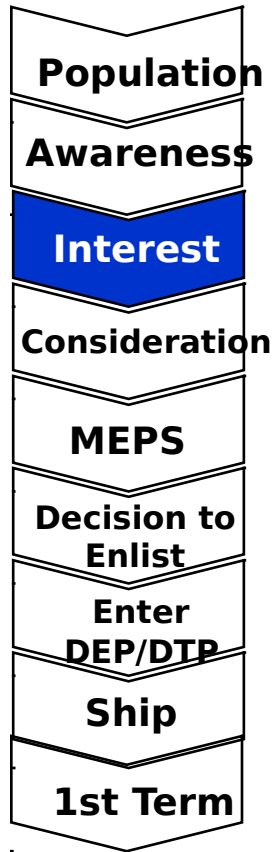 Population
Awareness
Interest
Consideration
MEPS
Decision to
Enlist
Enter
DEP/DTP
Ship
1st Term